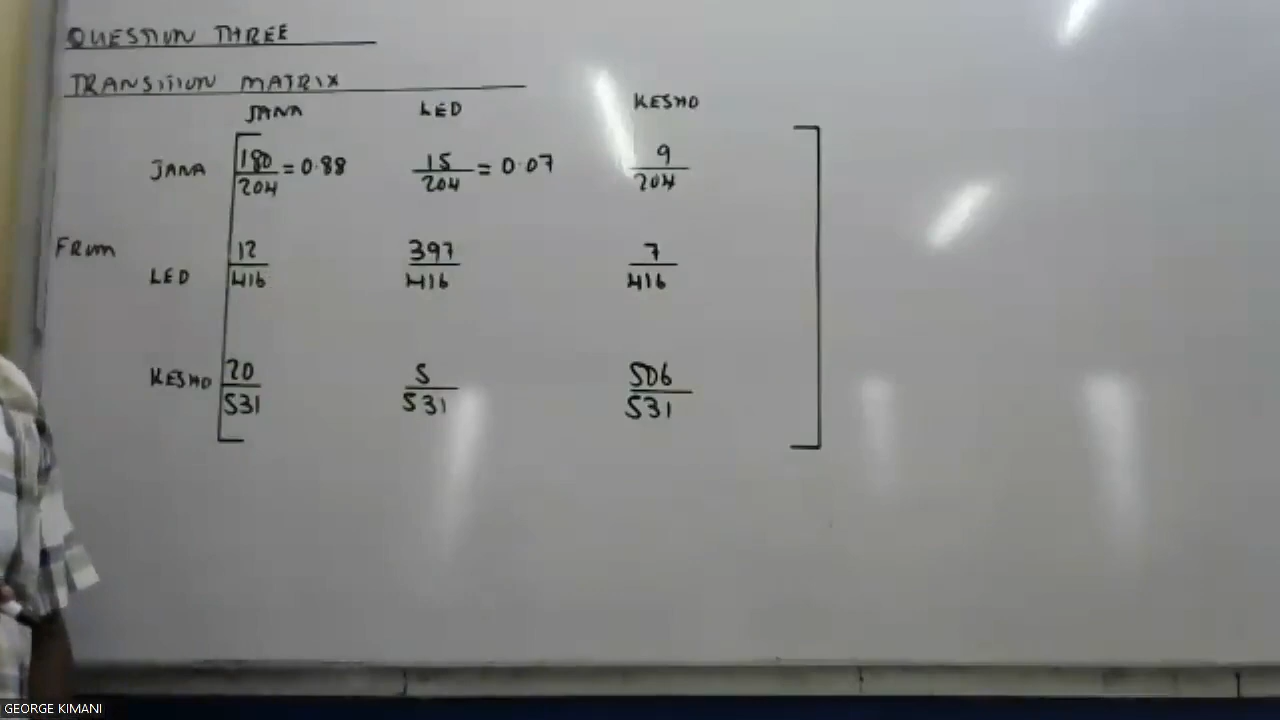 QUESTION THREE
TRANSITION MATRIX
JANA LED KESHO
JANA 180/204 = 0.88 15/204 = 0.07 9/204
FROM
LED 12/416 397/416 7/416
KESHO 20/531 5/531 506/531
GEORGE KIMANI